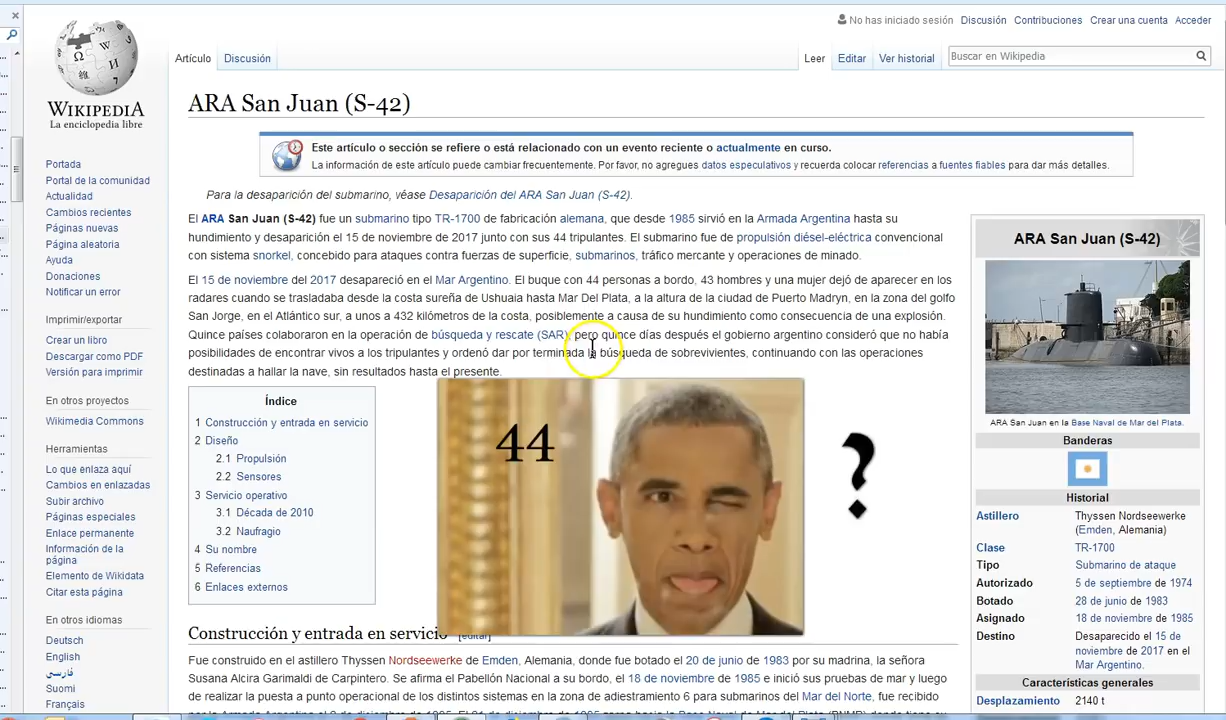 No has iniciado sesión Discusión Contribuciones Crear una cuenta Acceder
Artículo Discusión Leer Editar Ver historial Buscar en Wikipedia
WIKIPEDIA
La enciclopedia libre
Portada
Portal de la comunidad
Actualidad
Cambios recientes
Páginas nuevas
Página aleatoria
Ayuda
Donaciones
Notificar un error
Imprimir/exportar
Crear un libro
Descargar como PDF
Versión para imprimir
En otros proyectos
Wikimedia Commons
Herramientas
Lo que enlaza aquí
Cambios en enlazadas
Subir archivo
Páginas especiales
Enlace permanente
Información de la
página
Elemento de Wikidata
Citar esta página
En otros idiomas
Deutsch
English
فارسی
Suomi
Français
ARA San Juan (S-42)
Este artículo o sección se refiere o está relacionado con un evento reciente o actualmente en curso.
La información de este artículo puede cambiar frecuentemente. Por favor, no agregues datos especulativos y recuerda colocar referencias a fuentes fiables para dar más detalles.
Para la desaparición del submarino, véase Desaparición del ARA San Juan (S-42).
El ARA San Juan (S-42) fue un submarino tipo TR-1700 de fabricación alemana, que desde 1985 sirvió en la Armada Argentina hasta su
hundimiento y desaparición el 15 de noviembre de 2017 junto con sus 44 tripulantes. El submarino fue de propulsión diésel-eléctrica convencional
con sistema snorkel, concebido para ataques contra fuerzas de superficie, submarinos, tráfico mercante y operaciones de minado.
El 15 de noviembre del 2017 desapareció en el Mar Argentino. El buque con 44 personas a bordo, 43 hombres y una mujer dejó de aparecer en los
radares cuando se trasladaba desde la costa sureña de Ushuaia hasta Mar Del Plata, a la altura de la ciudad de Puerto Madryn, en la zona del golfo
San Jorge, en el Atlántico sur, a unos a 432 kilómetros de la costa, posiblemente a causa de su hundimiento como consecuencia de una explosión.
Quince países colaboraron en la operación de búsqueda y rescate (SAR), pero quince días después el gobierno argentino consideró que no había
posibilidades de encontrar vivos a los tripulantes y ordenó dar por terminada la búsqueda de sobrevivientes, continuando con las operaciones
destinadas a hallar la nave, sin resultados hasta el presente.
Índice
1 Construcción y entrada en servicio
2 Diseño
2.1 Propulsión
2.2 Sensores
3 Servicio operativo
3.1 Década de 2010
3.2 Naufragio
4 Su nombre
5 Referencias
6 Enlaces externos
44
?
Construcción y entrada en servicio [editar]
Fue construido en el astillero Thyssen Nordseewerke de Emden, Alemania, donde fue botado el 20 de junio de 1983 por su madrina, la señora
Susana Alcira Garimaldi de Carpintero. Se afirma el Pabellón Nacional a su bordo, el 18 de noviembre de 1985 e inició sus pruebas de mar y luego
de realizar la puesta a punto operacional de los distintos sistemas en la zona de adiestramiento 6 para submarinos del Mar del Norte, fue recibido
ARA San Juan (S-42)
ARA San Juan en la Base Naval de Mar del Plata.
Banderas
Historial
Astillero Thyssen Nordseewerke
(Emden, Alemania)
Clase TR-1700
Tipo Submarino de ataque
Autorizado 5 de septiembre de 1974
Botado 28 de junio de 1983
Asignado 18 de noviembre de 1985
Destino Desaparecido el 15 de
noviembre de 2017 en el
Mar Argentino.
Características generales
Desplazamiento 2140 t